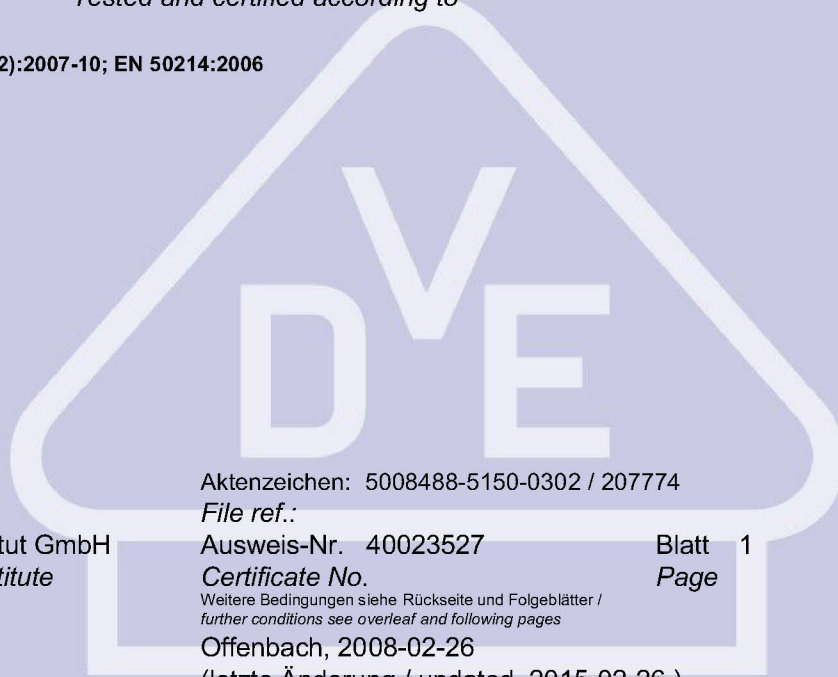 Tested and certified according to
2):2007-10; EN 50214:2006
VDE
Aktenzeichen: 5008488-5150-0302 / 207774
File ref.:
tut GmbH Ausweis-Nr. 40023527 Blatt 1
titute Certificate No. Page
Weitere Bedingungen siehe Rückseite und Folgeblätter /
further conditions see overleaf and following pages
Offenbach, 2008-02-26
(letzte Änderung / updated 2015-02-26 )